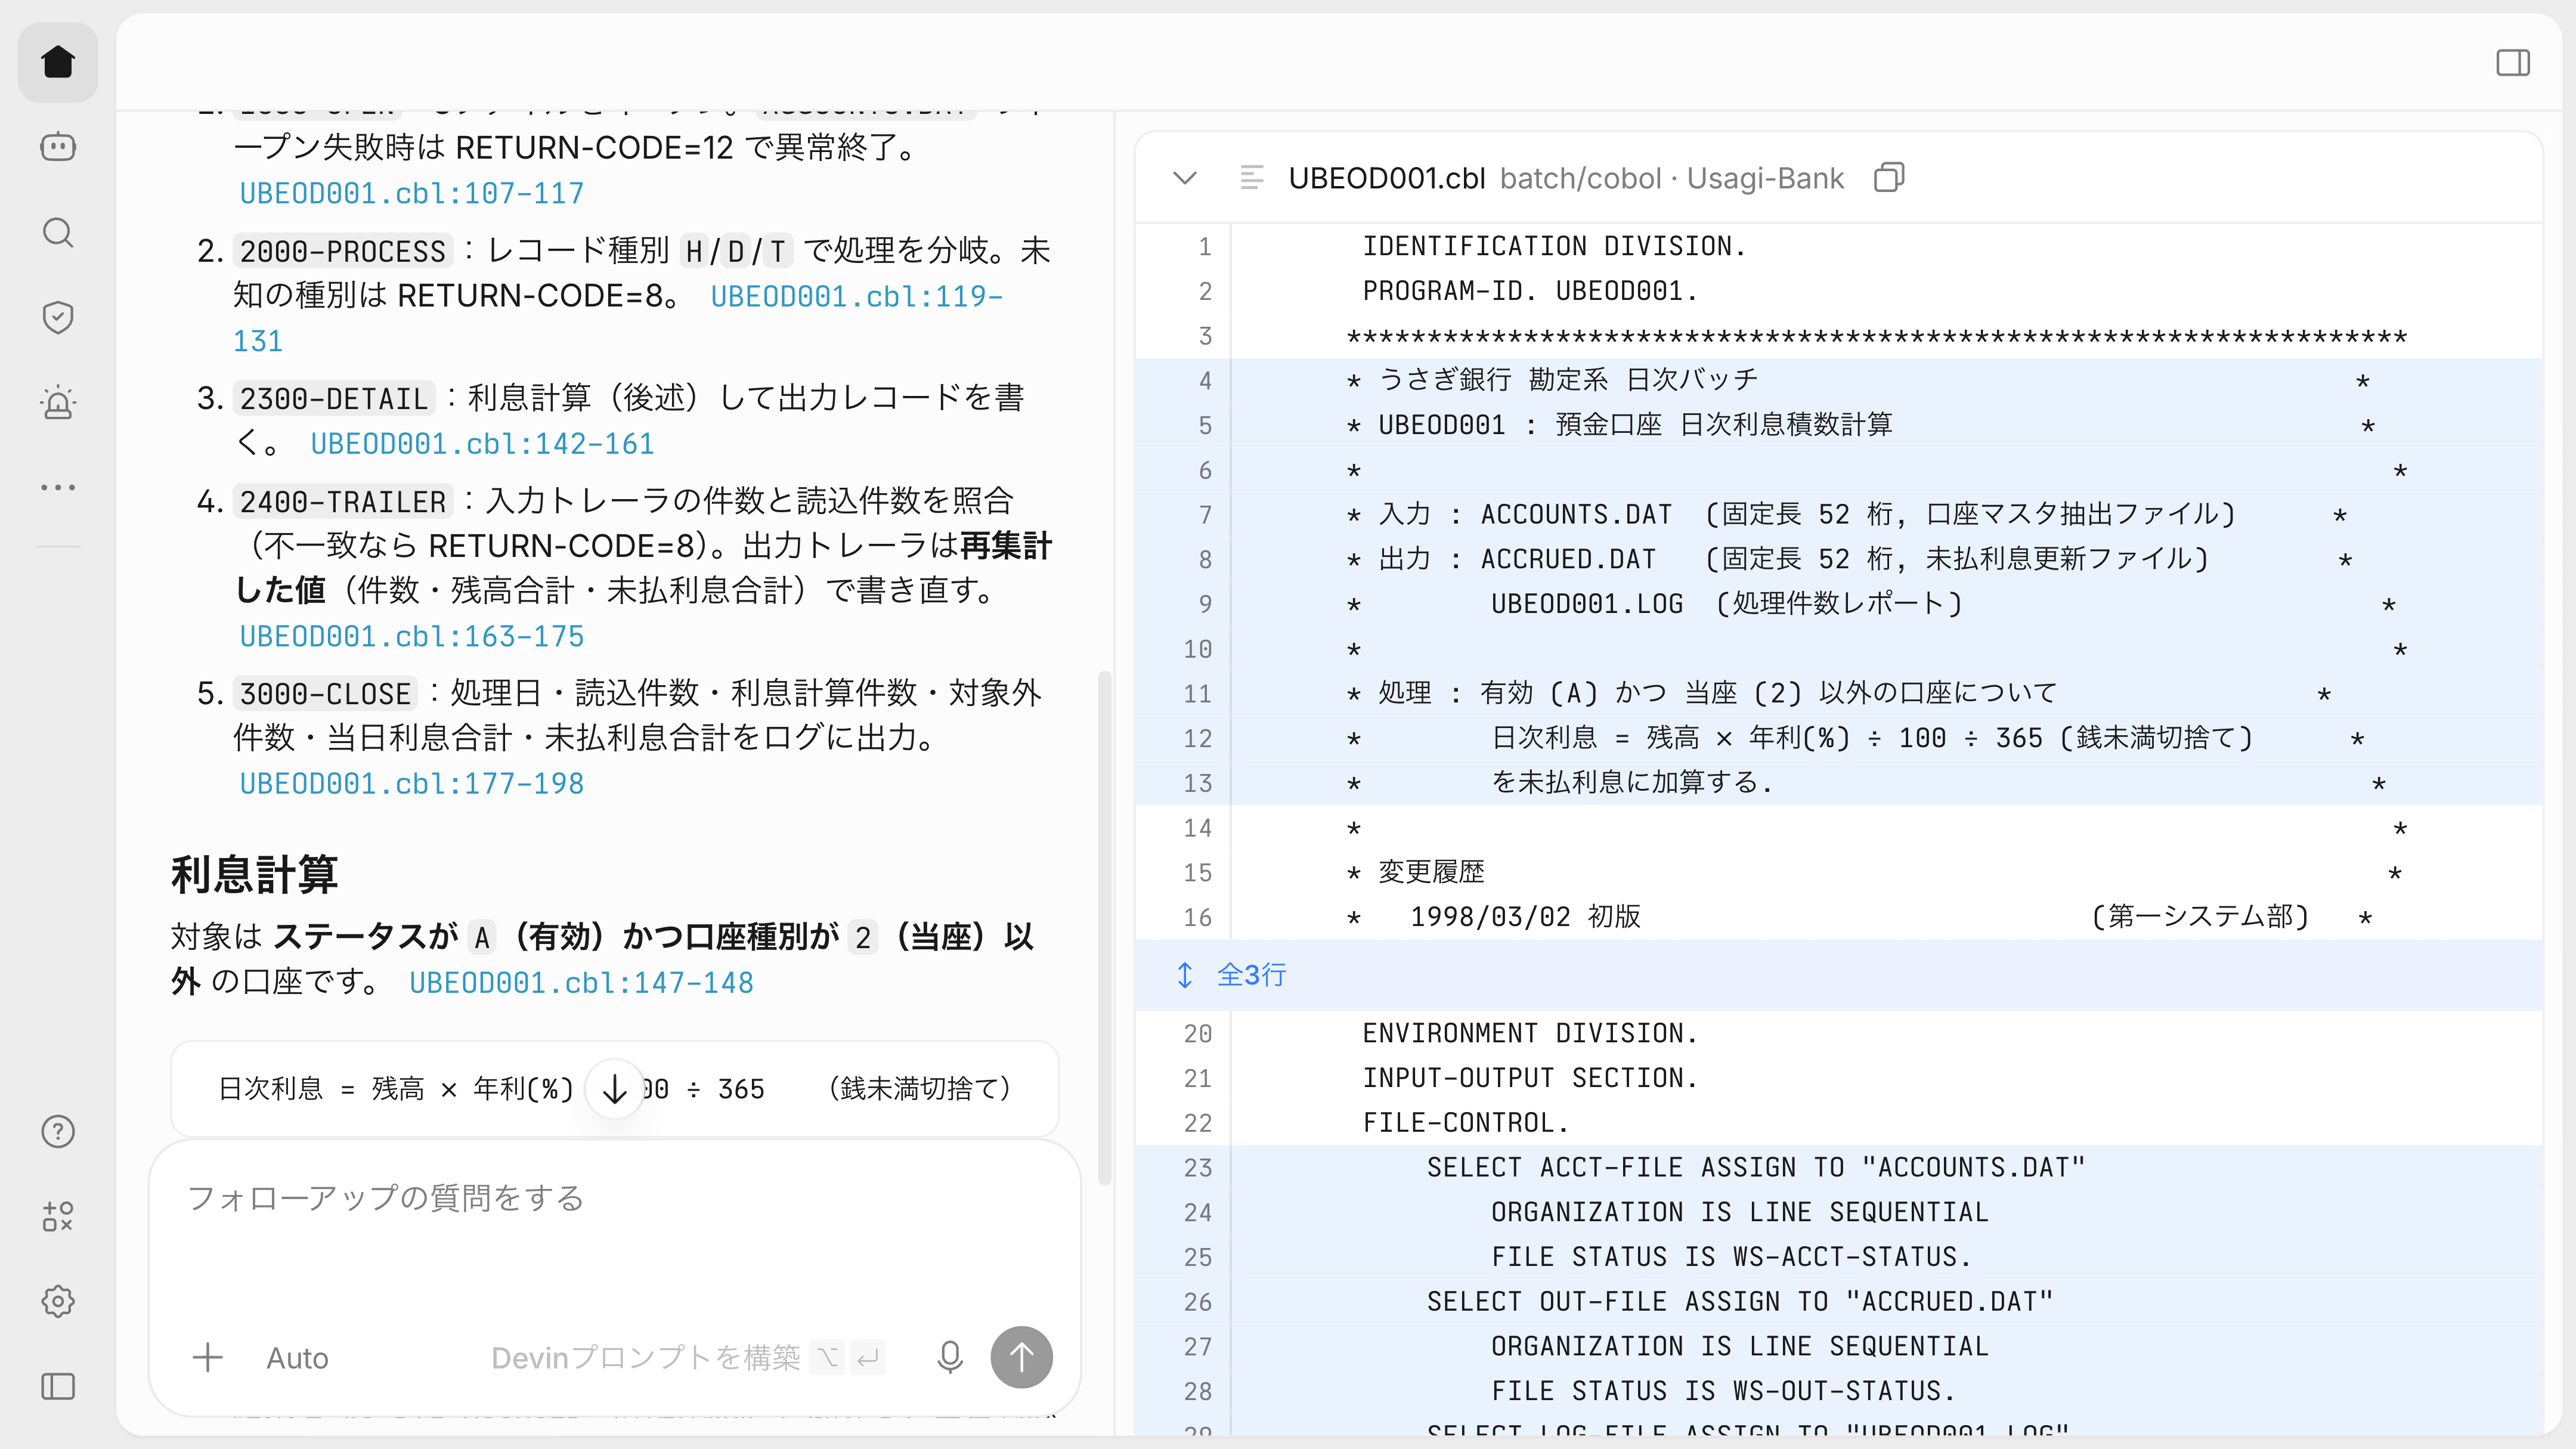 ープン失敗時は RETURN-CODE=12 で異常終了。
UBEOD001.cbl:107-117
2. 2000-PROCESS：レコード種別 H/D/T で処理を分岐。未
知の種別は RETURN-CODE=8。 UBEOD001.cbl:119-
131
3. 2300-DETAIL：利息計算（後述）して出力レコードを書
く。 UBEOD001.cbl:142-161
4. 2400-TRAILER：入力トレーラの件数と読込件数を照合
（不一致なら RETURN-CODE=8）。出力トレーラは再集計
した値（件数・残高合計・未払利息合計）で書き直す。
UBEOD001.cbl:163-175
5. 3000-CLOSE：処理日・読込件数・利息計算件数・対象外
件数・当日利息合計・未払利息合計をログに出力。
UBEOD001.cbl:177-198
利息計算
対象は ステータスが A（有効）かつ口座種別が 2（当座）以
外 の口座です。 UBEOD001.cbl:147-148
日次利息 = 残高 × 年利(%) 00 ÷ 365 （銭未満切捨て）
フォローアップの質問をする
Auto
Devinプロンプトを構築 ⌥ ↵
UBEOD001.cbl batch/cobol · Usagi-Bank
1 IDENTIFICATION DIVISION.
2 PROGRAM-ID. UBEOD001.
3 ******************************************************************
4 * うさぎ銀行 勘定系 日次バッチ *
5 * UBEOD001 : 預金口座 日次利息積数計算 *
6 * *
7 * 入力 : ACCOUNTS.DAT (固定長 52 桁, 口座マスタ抽出ファイル) *
8 * 出力 : ACCRUED.DAT (固定長 52 桁, 未払利息更新ファイル) *
9 * UBEOD001.LOG (処理件数レポート) *
10 * *
11 * 処理 : 有効 (A) かつ 当座 (2) 以外の口座について *
12 * 日次利息 = 残高 × 年利(%) ÷ 100 ÷ 365 (銭未満切捨て) *
13 * を未払利息に加算する. *
14 * *
15 * 変更履歴 *
16 * 1998/03/02 初版 (第一システム部) *
全3行
20 ENVIRONMENT DIVISION.
21 INPUT-OUTPUT SECTION.
22 FILE-CONTROL.
23 SELECT ACCT-FILE ASSIGN TO "ACCOUNTS.DAT"
24 ORGANIZATION IS LINE SEQUENTIAL
25 FILE STATUS IS WS-ACCT-STATUS.
26 SELECT OUT-FILE ASSIGN TO "ACCRUED.DAT"
27 ORGANIZATION IS LINE SEQUENTIAL
28 FILE STATUS IS WS-OUT-STATUS.
29 SELECT LOG-FILE ASSIGN TO "UBEOD001.LOG"